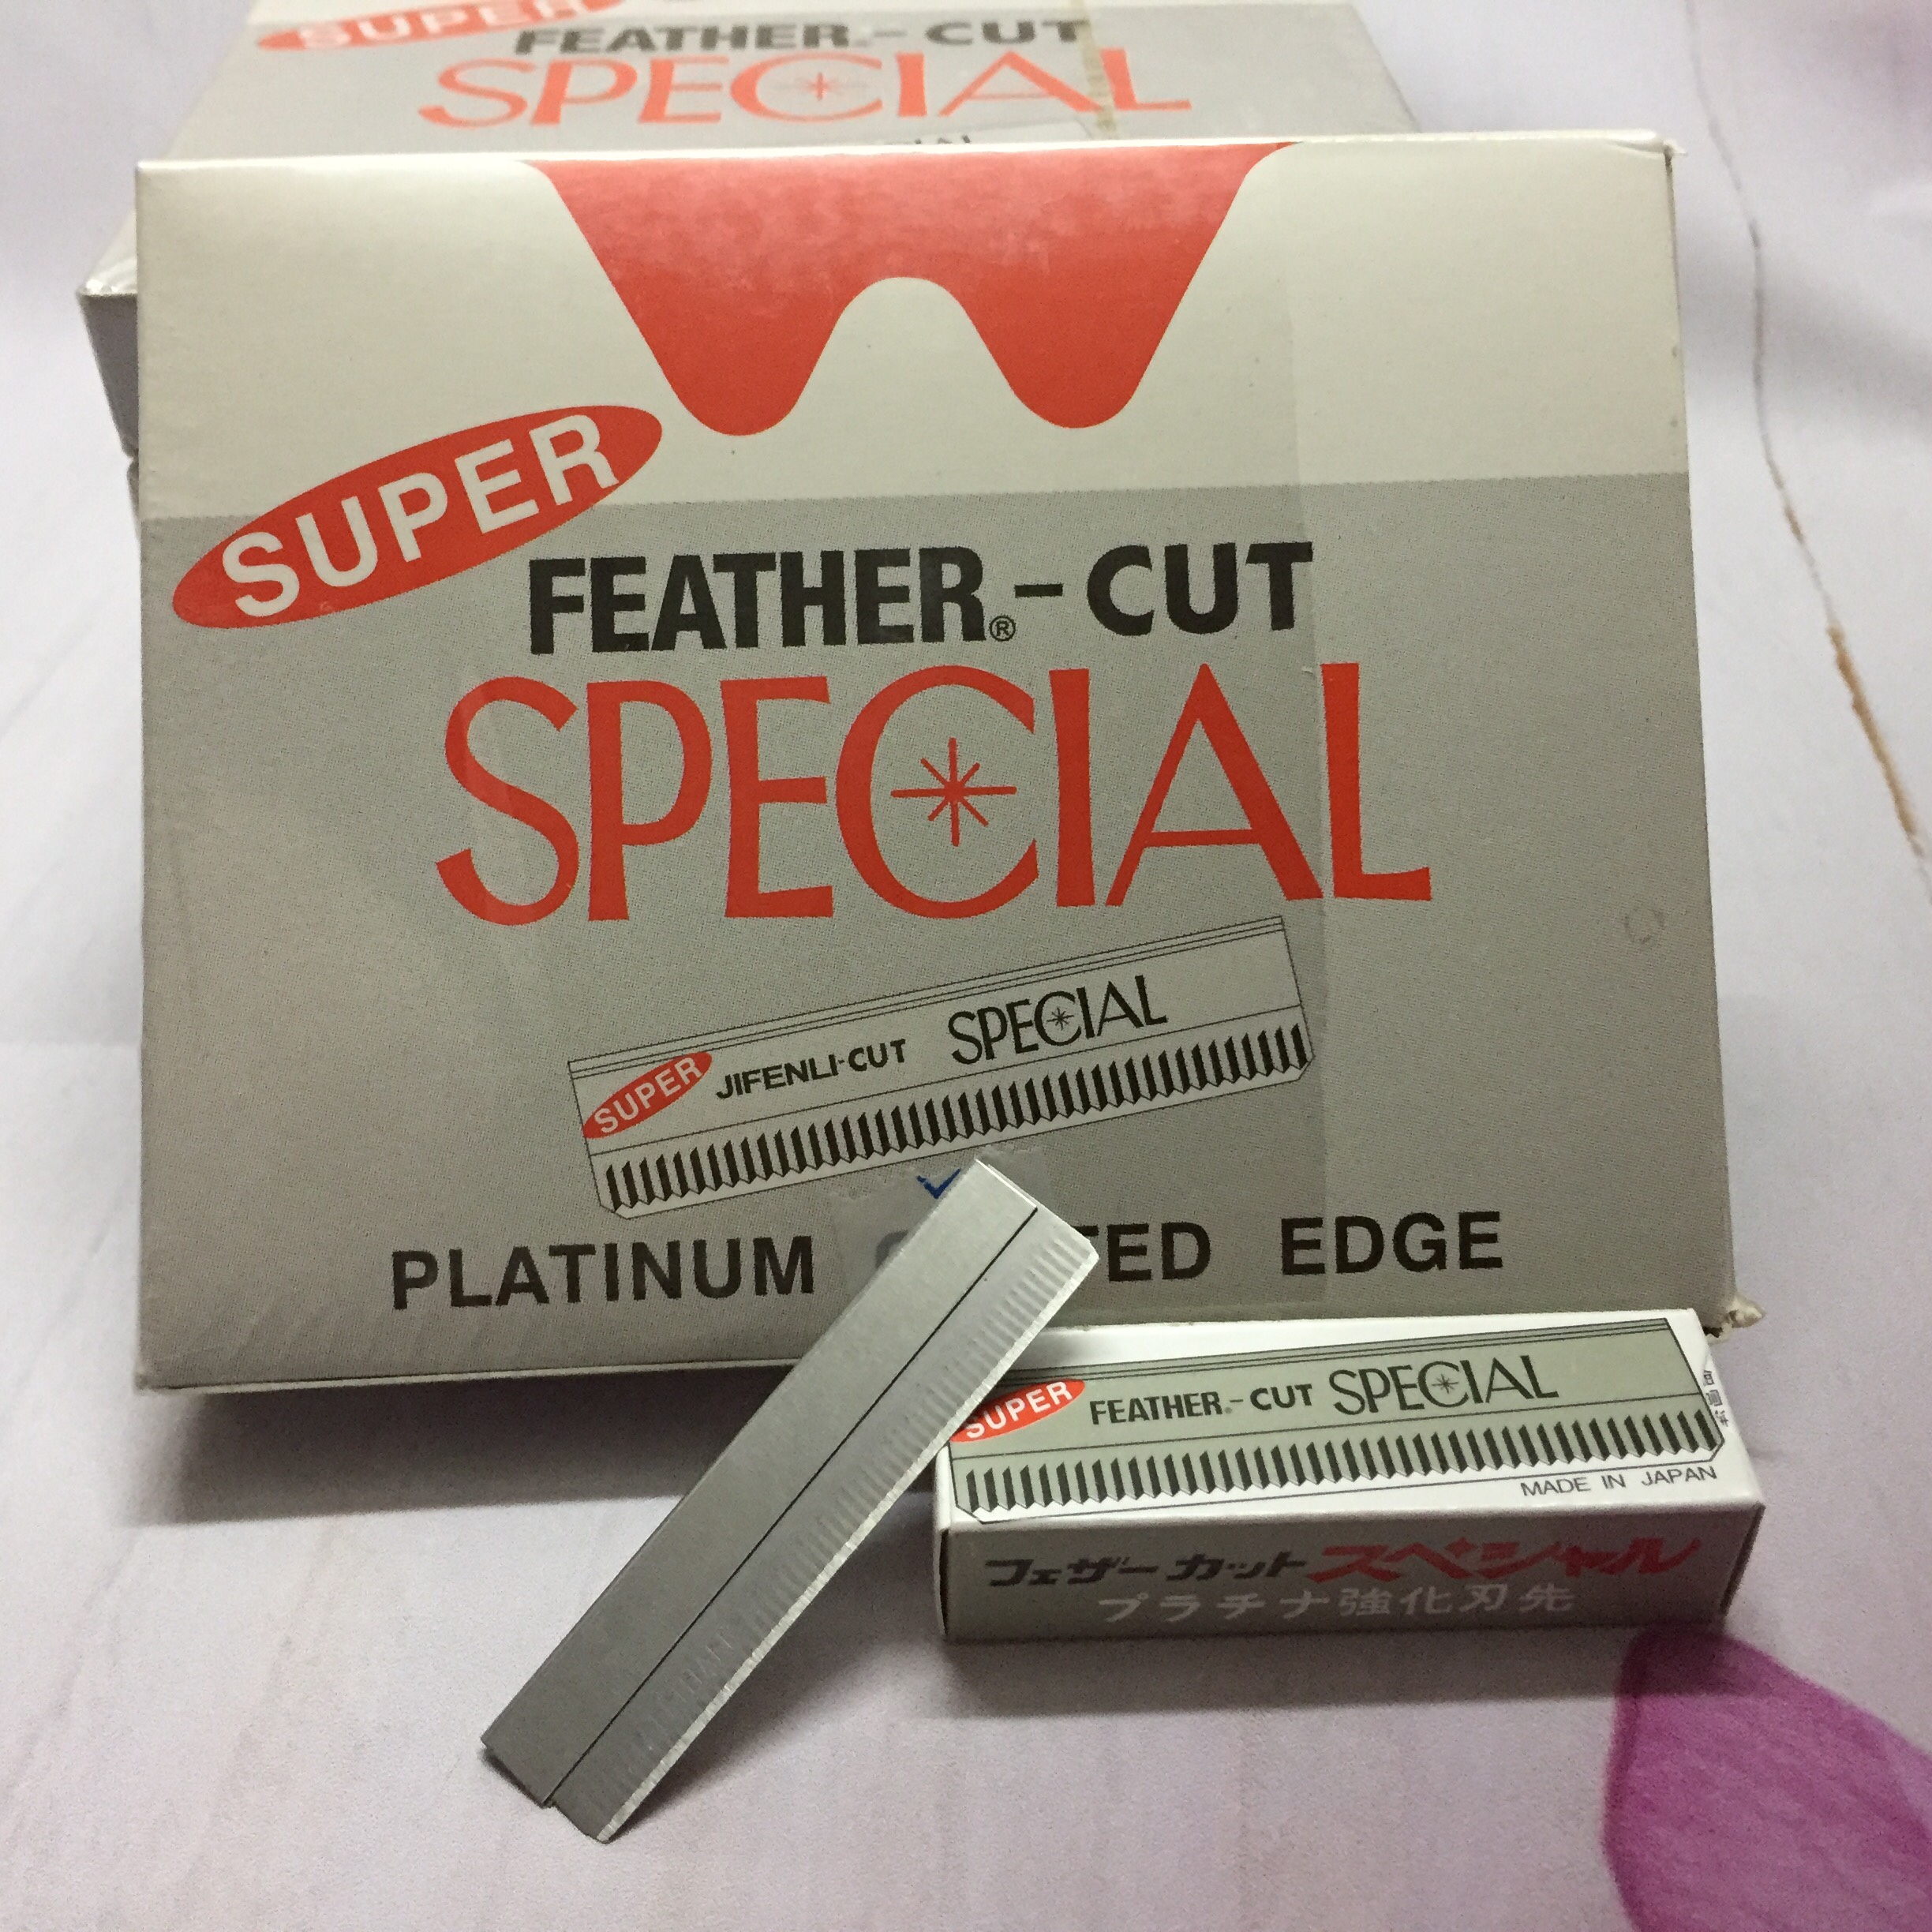 SUPER
FEATHER®-CUT
SPECIAL
SUPER
FEATHER®-CUT
SPECIAL
SUPER JIFENLI-CUT SPECIAL
PLATINUM EDGE
SUPER FEATHER®-CUT SPECIAL
MADE IN JAPAN
フェザーカットスペシャル
プラチナ強化刃先